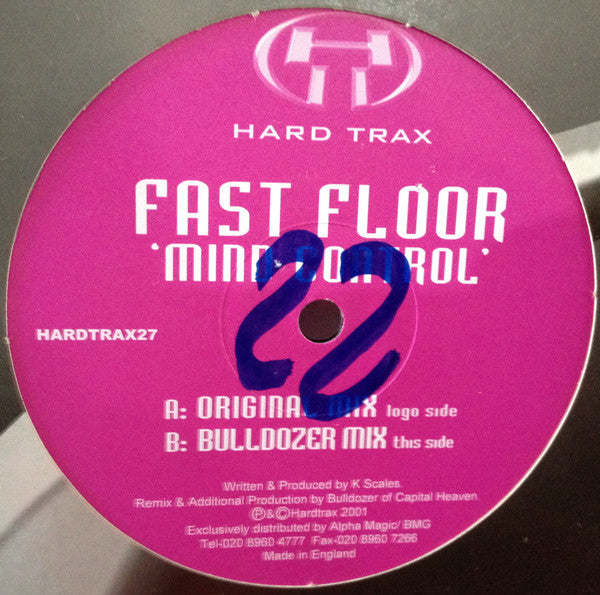 HARD TRAX
FAST FLOOR
'MIND CONTROL'
22
HARDTRAX27
A: ORIGINAL MIX logo side
B: BULLDOZER MIX this side
Written & Produced by K Scales.
Remix & Additional Production by Bulldozer of Capital Heaven.
℗&©Hardtrax 2001
Exclusively distributed by Alpha Magic/ BMG
Tel-020 8960 4777 Fax-020 8960 7266
Made in England